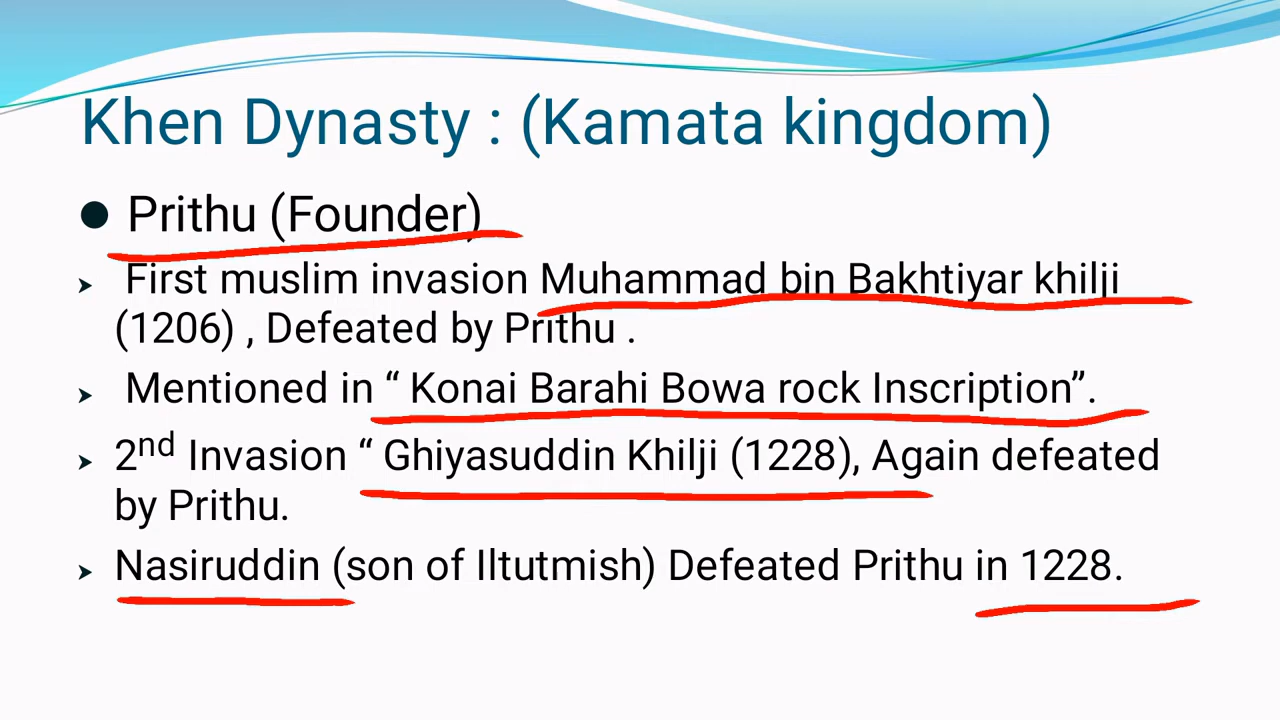 Khen Dynasty : (Kamata kingdom)
● Prithu (Founder)
➤ First muslim invasion Muhammad bin Bakhtiyar khilji
(1206) , Defeated by Prithu .
➤ Mentioned in “ Konai Barahi Bowa rock Inscription”.
➤ 2nd Invasion “ Ghiyasuddin Khilji (1228), Again defeated
by Prithu.
➤ Nasiruddin (son of Iltutmish) Defeated Prithu in 1228.